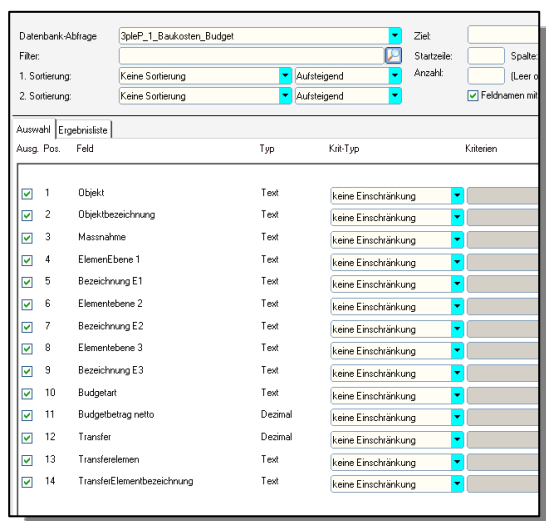 Datenbank-Abfrage 3pleP_1_Baukosten_Budget Ziel:
Filter: Startzeile: Spalte:
1. Sortierung: Keine Sortierung Aufsteigend Anzahl: (Leer o
2. Sortierung: Keine Sortierung Aufsteigend Feldnamen mit
Auswahl Ergebnisliste
Ausg. Pos. Feld Typ Krit-Typ Kriterien
1 Objekt Text keine Einschränkung
2 Objektbezeichnung Text keine Einschränkung
3 Massnahme Text keine Einschränkung
4 ElemenEbene 1 Text keine Einschränkung
5 Bezeichnung E1 Text keine Einschränkung
6 Elementebene 2 Text keine Einschränkung
7 Bezeichnung E2 Text keine Einschränkung
8 Elementebene 3 Text keine Einschränkung
9 Bezeichnung E3 Text keine Einschränkung
10 Budgetart Text keine Einschränkung
11 Budgetbetrag netto Dezimal keine Einschränkung
12 Transfer Dezimal keine Einschränkung
13 Transferelemen Text keine Einschränkung
14 TransferElementbezeichnung Text keine Einschränkung